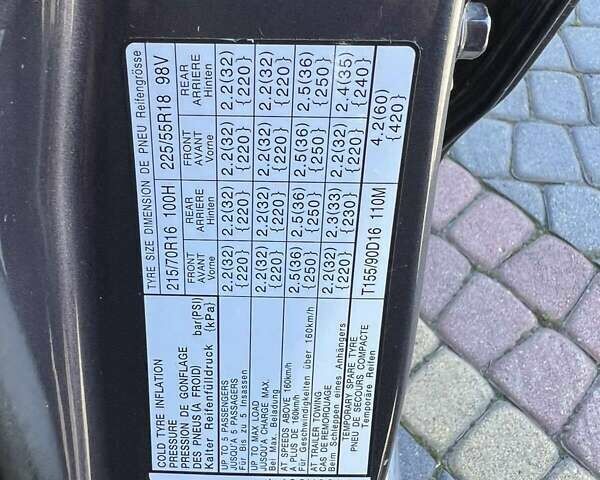 COLD TYRE INFLATION
PRESSURE
PRESSION DE GONFLAGE
DES PNEUS (A FROID)
Kalter Reifenfülldruck
bar(PSI)
{kPa}
TYRE SIZE DIMENSION DE PNEU Reifengrösse
215/70R16 100H 225/55R18 98V
FRONT REAR FRONT REAR
AVANT ARRIÈRE AVANT ARRIÈRE
Vorne Hinten Vorne Hinten
UP TO 5 PASSENGERS
JUSQU'A 5 PASSAGERS
Für Bis zu 5 Insassen
2.2(32) 2.2(32) 2.2(32) 2.2(32)
{220} {220} {220} {220}
UP TO MAX LOAD
JUSQU'A CHARGE MAX.
Bei Max. Beladung
2.2(32) 2.2(32) 2.2(32) 2.2(32)
{220} {220} {220} {220}
AT SPEEDS ABOVE 160km/h
A PLUS DE 160km/h
Für Geschwindigkeiten über 160km/h
2.5(36) 2.5(36) 2.5(36) 2.5(36)
{250} {250} {250} {250}
AT TRAILER TOWING
CAS DE REMORQUAGE
Beim Schleppen eines Anhängers
2.2(32) 2.3(33) 2.2(32) 2.4(35)
{220} {230} {220} {240}
TEMPORARY SPARE TYRE
PNEU DE SECOURS COMPACTE
Temporäre Reifen
T155/90D16 110M
4.2(60)
{420}